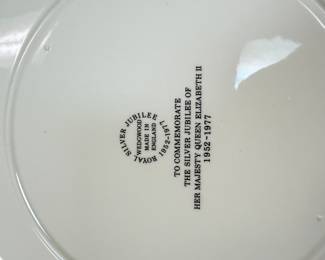 ROYAL SILVER JUBILEE 1952-1977
WEDGWOOD
MADE IN
ENGLAND
TO COMMEMORATE
THE SILVER JUBILEE OF
HER MAJESTY QUEEN ELIZABETH II
1952-1977